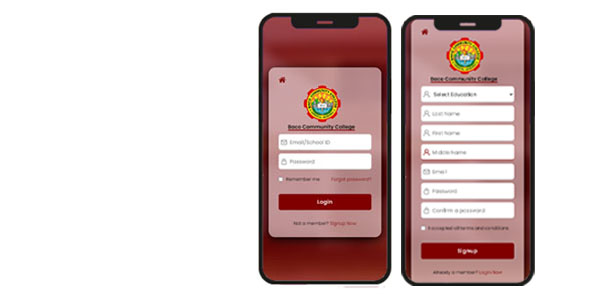 Baco Community College
Email/School ID
Password
Remember me Forgot password?
Login
Not a member? Signup Now
Baco Community College
Select Education
Last Name
First Name
Middle Name
Email
Password
Confirm a password
I accepted all terms and conditions
Signup
Already a member? Login Now